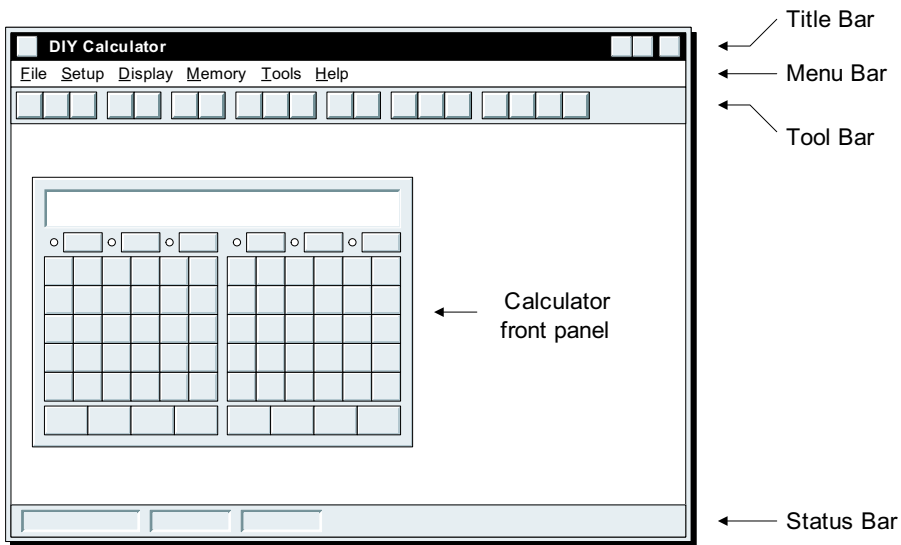 Title Bar
DIY Calculator
File Setup Display Memory Tools Help
Menu Bar
Tool Bar
Calculator
front panel
Status Bar